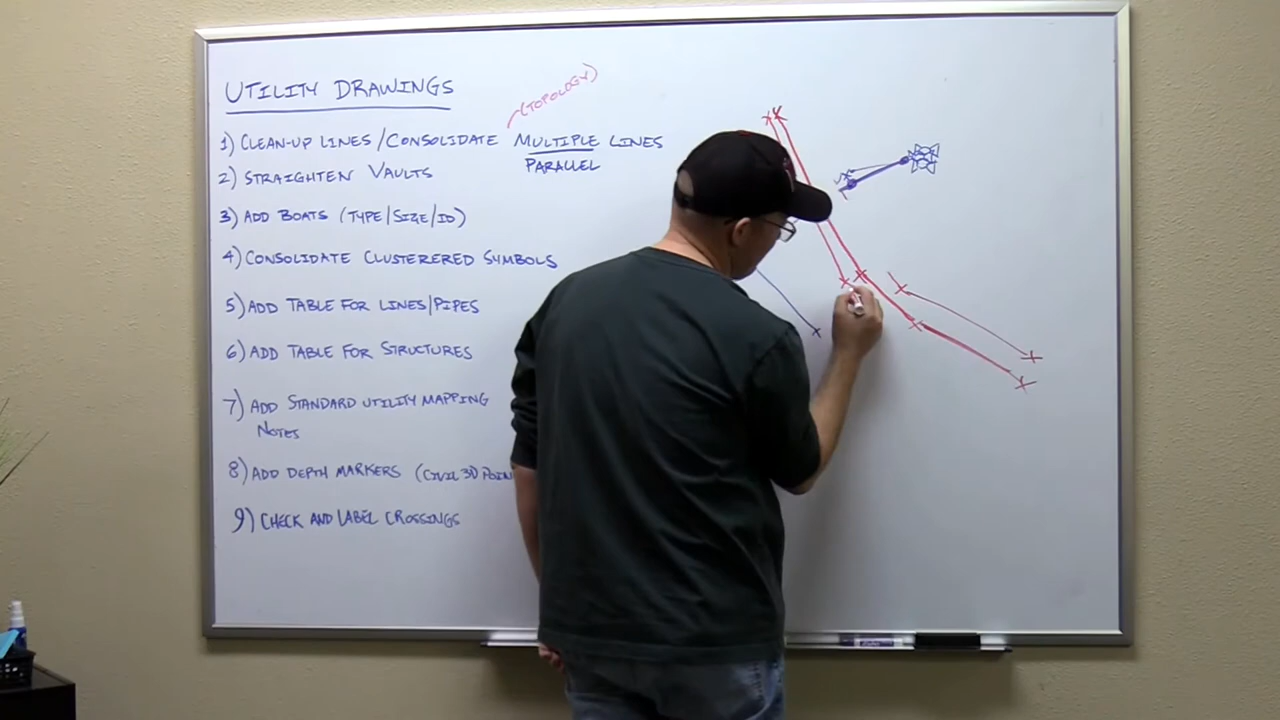 UTILITY DRAWINGS
(TOPOLOGY)
1) CLEAN-UP LINES / CONSOLIDATE MULTIPLE LINES
PARALLEL
2) STRAIGHTEN VAULTS
3) ADD BOATS (TYPE/SIZE/ID)
4) CONSOLIDATE CLUSTERERED SYMBOLS
5) ADD TABLE FOR LINES/PIPES
6) ADD TABLE FOR STRUCTURES
7) ADD STANDARD UTILITY MAPPING
NOTES
8) ADD DEPTH MARKERS (CIVIL 3D POIN
9) CHECK AND LABEL CROSSINGS